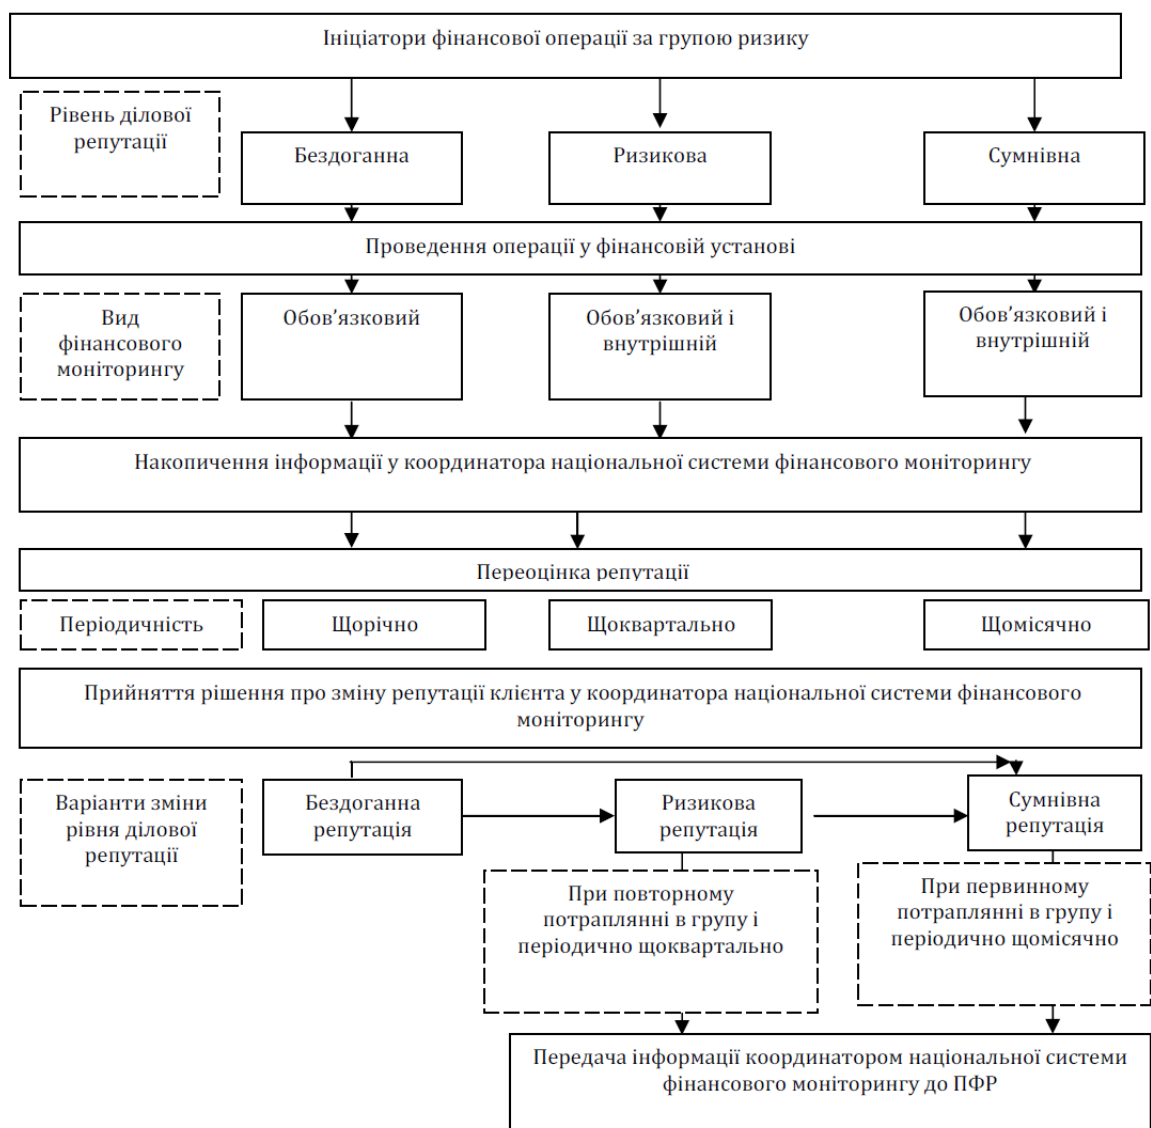 Ініціатори фінансової операції за групою ризику
Рівень ділової
репутації
Бездоганна
Ризикова
Сумнівна
Проведення операції у фінансовій установі
Вид
фінансового
моніторингу
Обов’язковий
Обов’язковий і
внутрішній
Обов’язковий і
внутрішній
Накопичення інформації у координатора національної системи фінансового моніторингу
Переоцінка репутації
Періодичність
Щорічно
Щоквартально
Щомісячно
Прийняття рішення про зміну репутації клієнта у координатора національної системи фінансового
моніторингу
Варіанти зміни
рівня ділової
репутації
Бездоганна
репутація
Ризикова
репутація
Сумнівна
репутація
При повторному
потраплянні в групу і
періодично щоквартально
При первинному
потраплянні в групу і
періодично щомісячно
Передача інформації координатором національної системи
фінансового моніторингу до ПФР